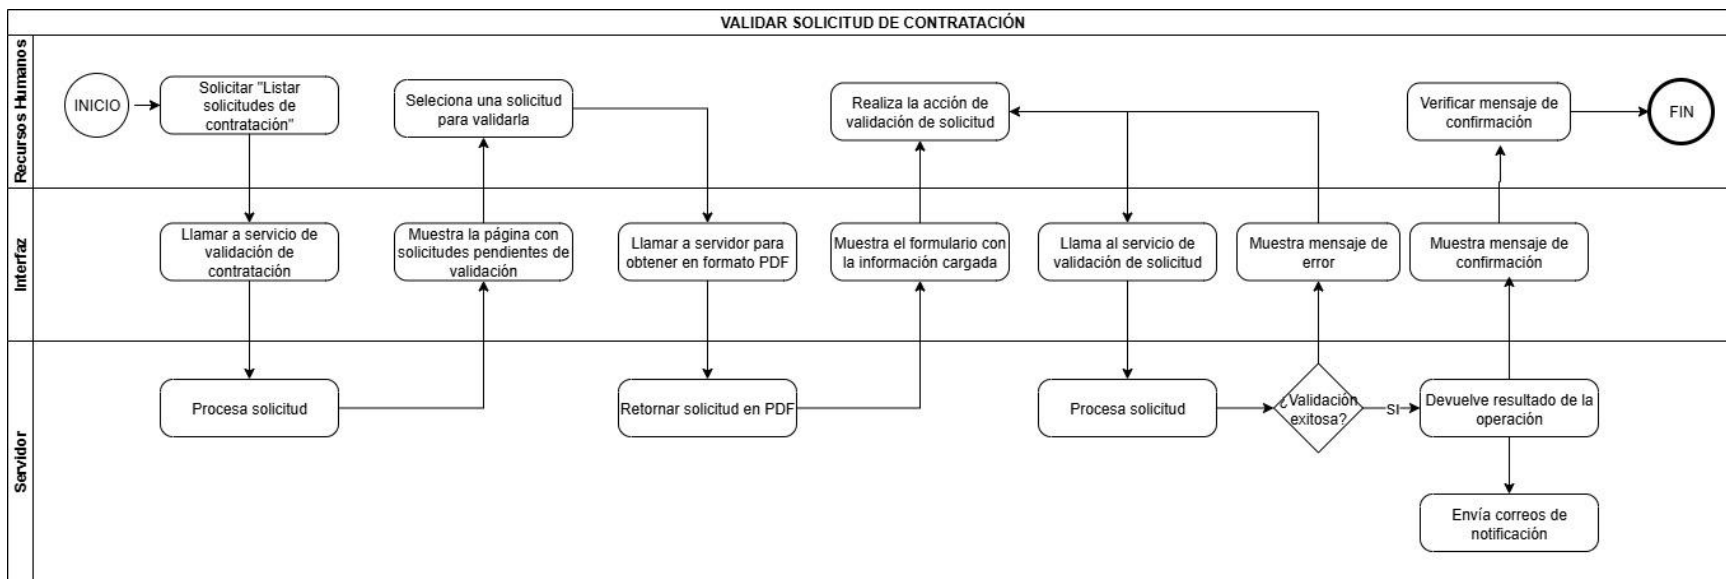 VALIDAR SOLICITUD DE CONTRATACIÓN
Recursos Humanos
INICIO
Solicitar "Listar
solicitudes de
contratación"
Seleciona una solicitud
para validarla
Realiza la acción de
validación de solicitud
Verificar mensaje de
confirmación
FIN
Interfaz
Llamar a servicio de
validación de
contratación
Muestra la página con
solicitudes pendientes de
validación
Llamar a servidor para
obtener en formato PDF
Muestra el formulario con
la información cargada
Llama al servicio de
validación de solicitud
Muestra mensaje de
error
Muestra mensaje de
confirmación
Servidor
Procesa solicitud
Retornar solicitud en PDF
Procesa solicitud
¿Validación
exitosa?
SI
Devuelve resultado de la
operación
Envía correos de
notificación